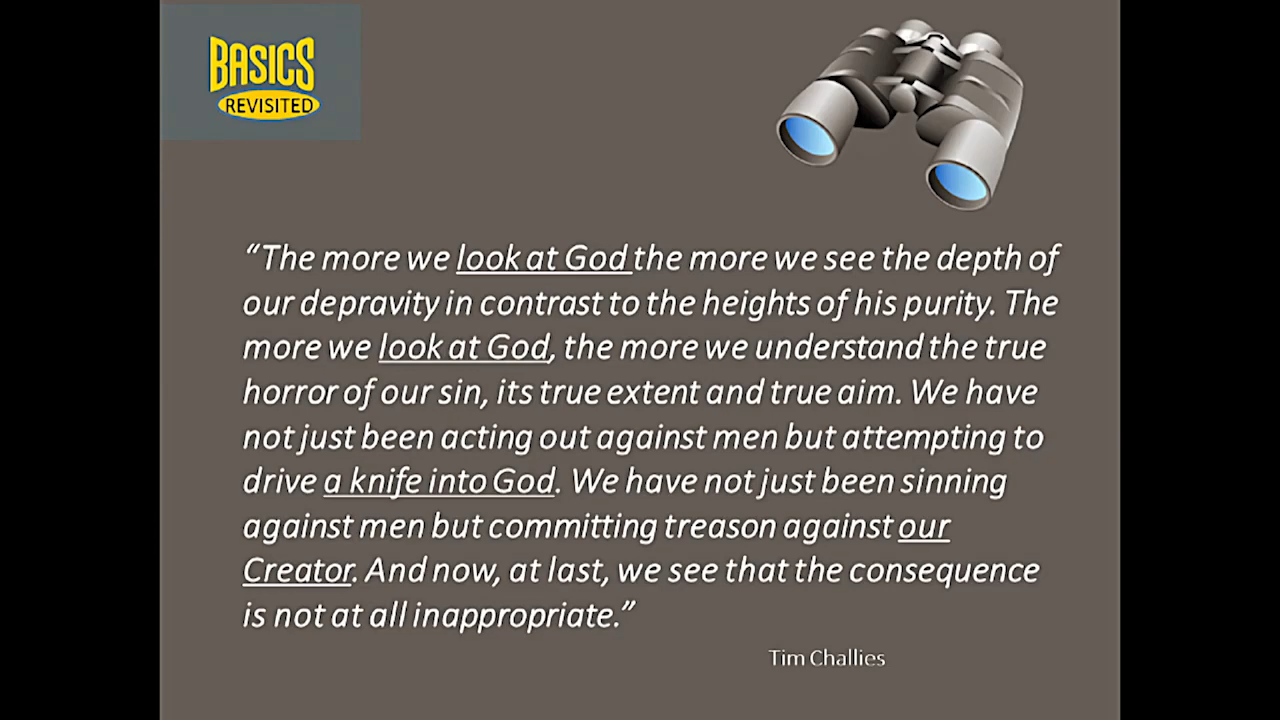 BASICS
REVISITED
“The more we look at God the more we see the depth of
our depravity in contrast to the heights of his purity. The
more we look at God, the more we understand the true
horror of our sin, its true extent and true aim. We have
not just been acting out against men but attempting to
drive a knife into God. We have not just been sinning
against men but committing treason against our
Creator. And now, at last, we see that the consequence
is not at all inappropriate.”
Tim Challies